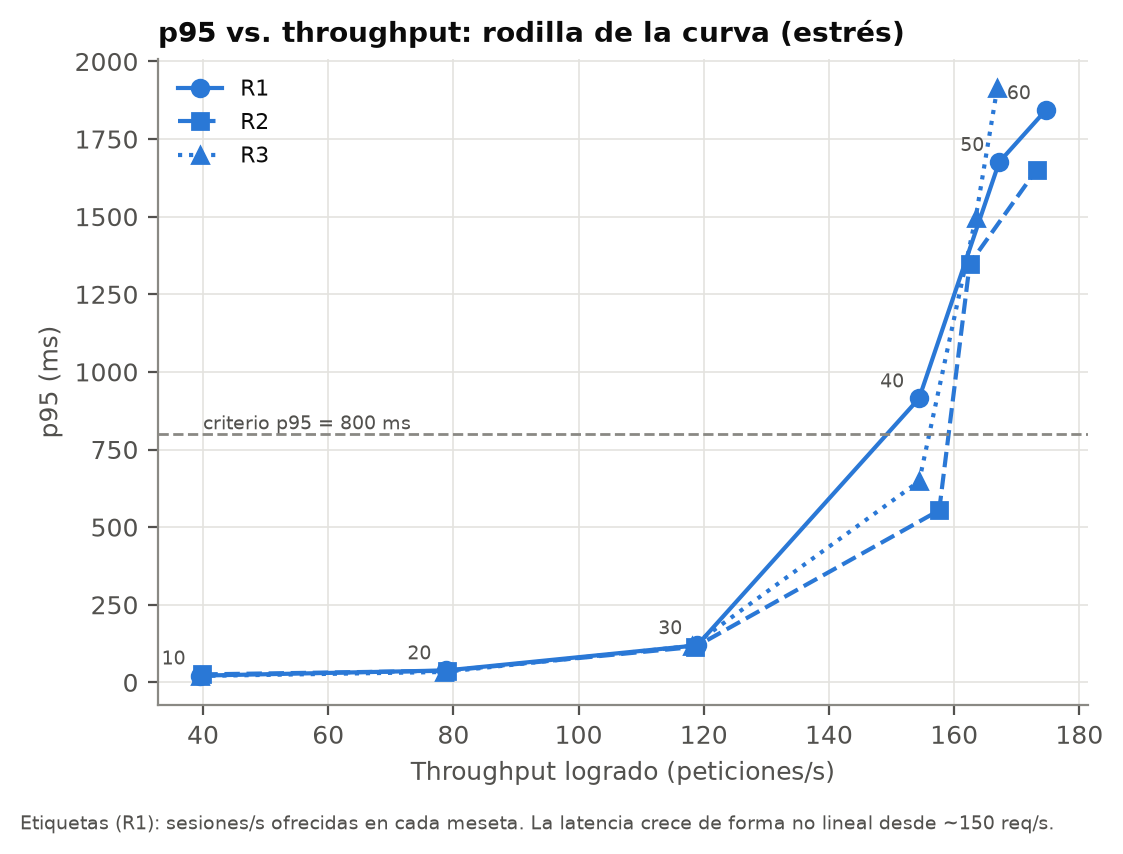 p95 vs. throughput: rodilla de la curva (estrés)
R1
R2
R3
2000
1750
1500
1250
1000
750
500
250
0
p95 (ms)
criterio p95 = 800 ms
10
20
30
40
50
60
40
60
80
100
120
140
160
180
Throughput logrado (peticiones/s)
Etiquetas (R1): sesiones/s ofrecidas en cada meseta. La latencia crece de forma no lineal desde ~150 req/s.